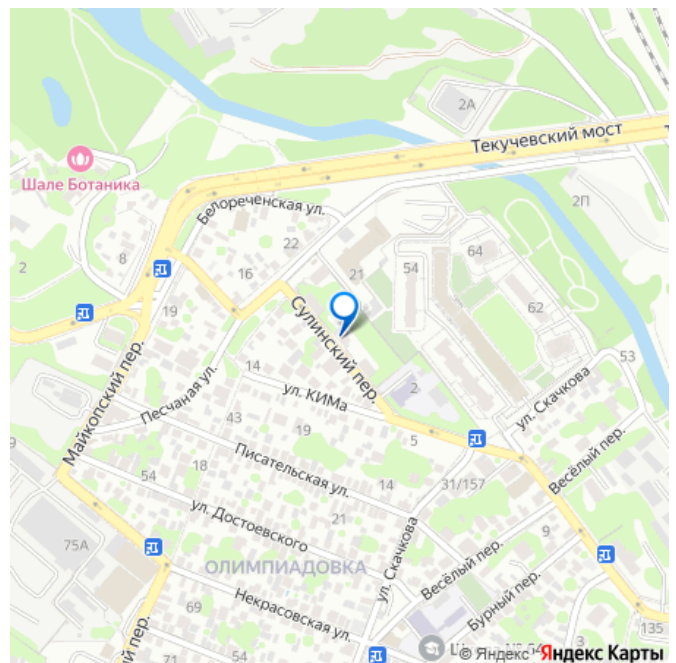 2А
Текучевский мост
Шале Ботаника
Белореченская ул.
2П
8
22
64
2
21
54
16
62
19
Сулинский пер.
53
Майкопский пер.
14
2
ул. КИМа
Песчаная ул.
ул. Скачкова
43
19
5
9
Писательская ул.
Весёлый пер.
18
54
14
31/157
ул. Достоевского
21
9
75А
ул. Скачкова
Весёлый пер.
ОЛИМПИАДОВКА
Бурный пер.
3
69
Некрасовская ул.
135
й пер.
24
© Яндекс Яндекс Карты